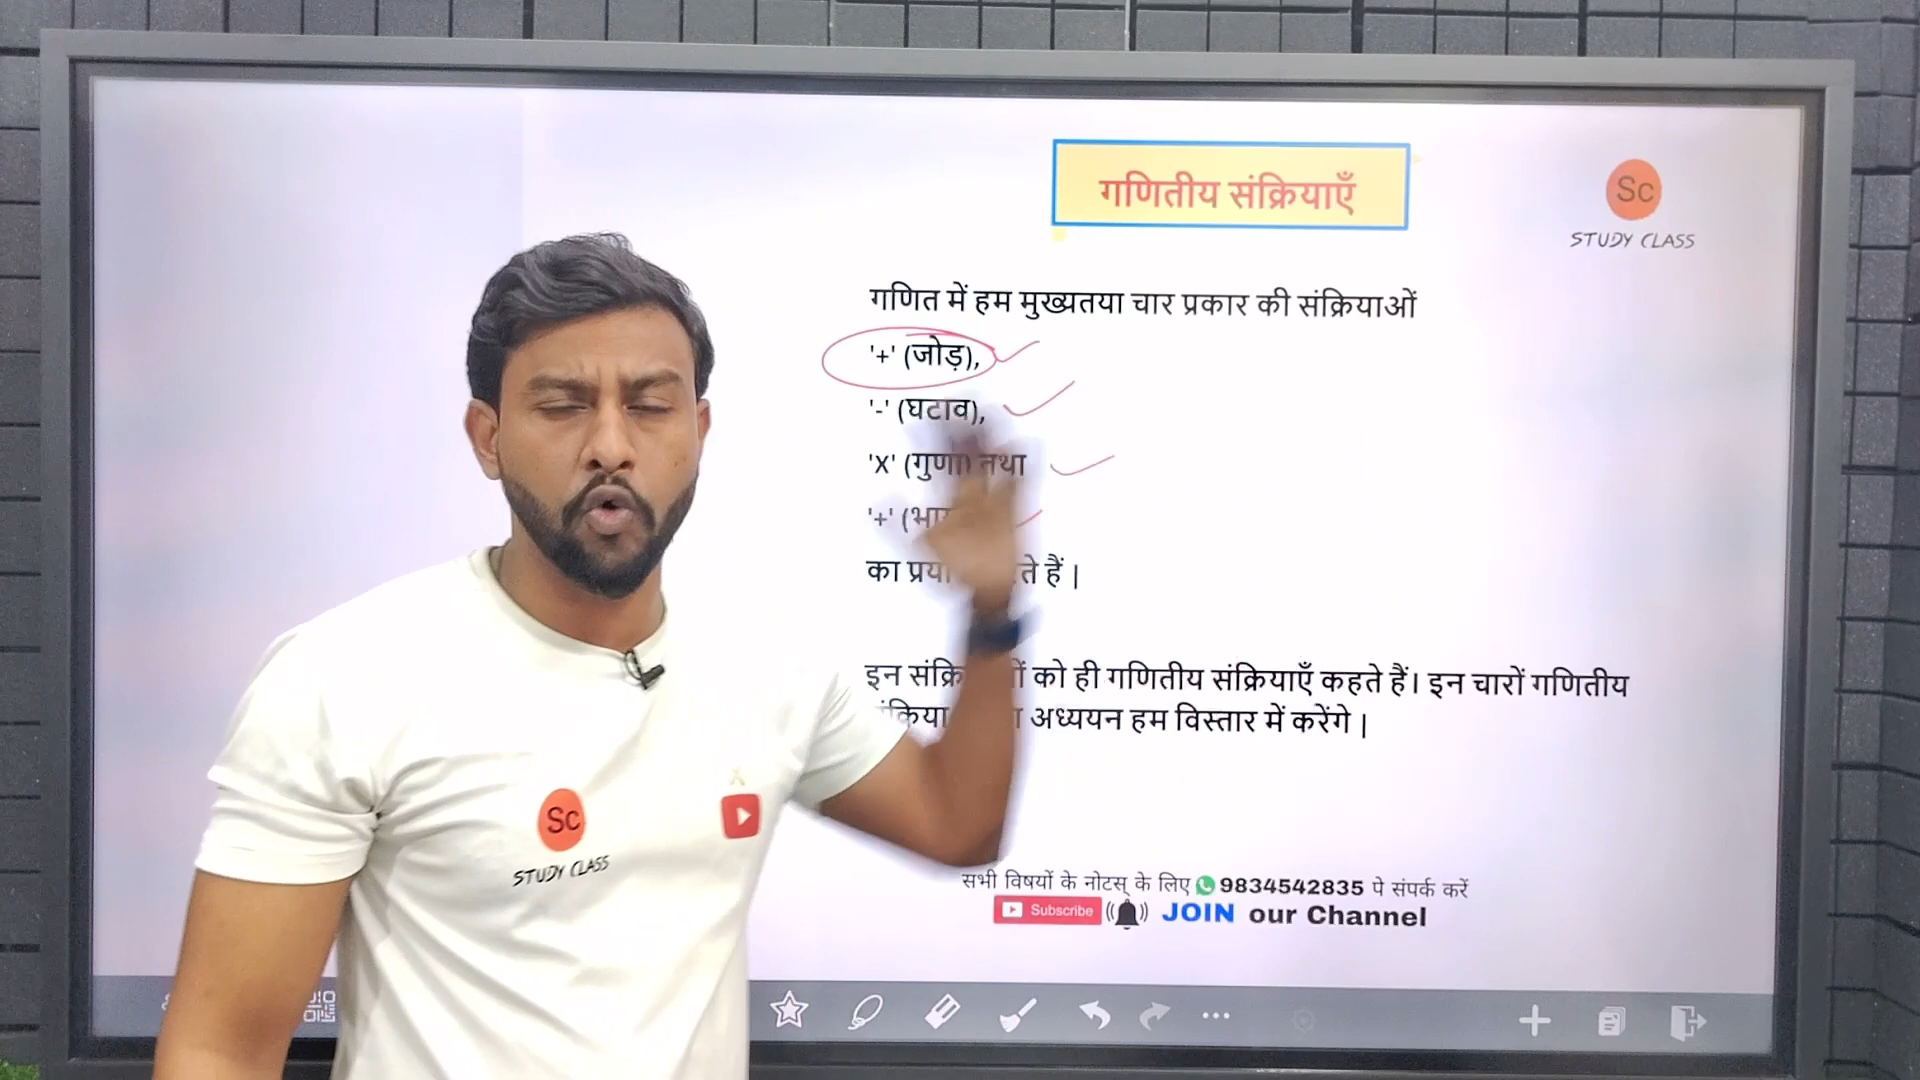 गणितीय संक्रियाएँ
Sc
STUDY CLASS
गणित में हम मुख्यतया चार प्रकार की संक्रियाओं
'+' (जोड़),
'-' (घटाव),
'X' (गुणा) तथा
'+'
का हैं |
इन को ही गणितीय संक्रियाएँ कहते हैं। इन चारों गणितीय
अध्ययन हम विस्तार में करेंगे |
Sc
STUDY CLASS
सभी विषयों के नोटस् के लिए 9834542835 पे संपर्क करें
Subscribe JOIN our Channel